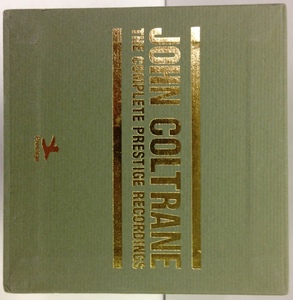 JOHN COLTRANE
THE COMPLETE PRESTIGE RECORDINGS